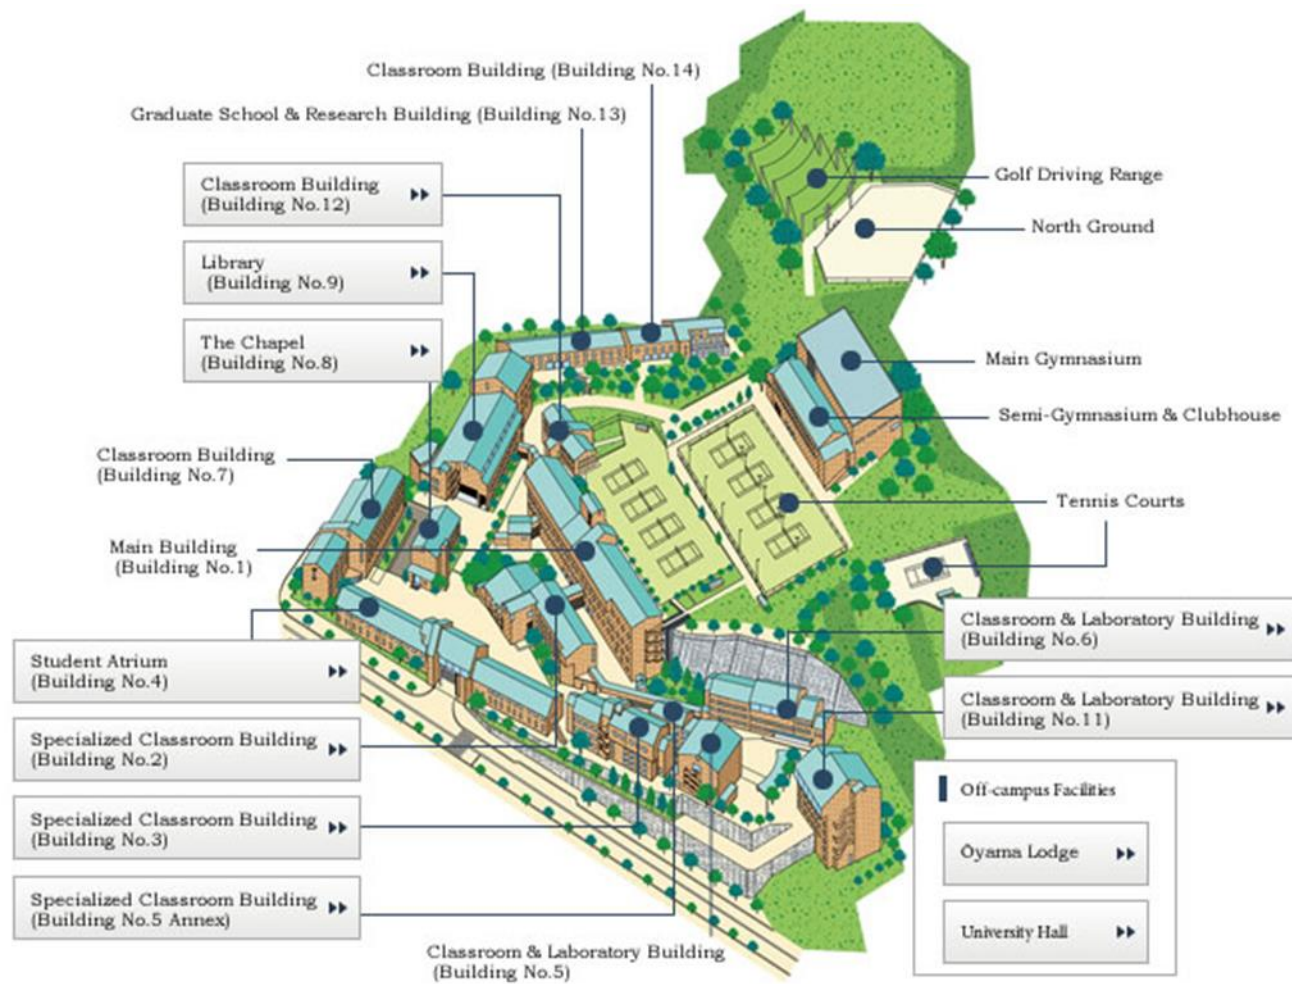 Classroom Building (Building No.14)
Graduate School & Research Building (Building No.13)
Classroom Building
(Building No.12)
Library
(Building No.9)
The Chapel
(Building No.8)
Classroom Building
(Building No.7)
Main Building
(Building No.1)
Student Atrium
(Building No.4)
Specialized Classroom Building
(Building No.2)
Specialized Classroom Building
(Building No.3)
Specialized Classroom Building
(Building No.5 Annex)
Classroom & Laboratory Building
(Building No.5)
Golf Driving Range
North Ground
Main Gymnasium
Semi-Gymnasium & Clubhouse
Tennis Courts
Classroom & Laboratory Building
(Building No.6)
Classroom & Laboratory Building
(Building No.11)
Off-campus Facilities
Ōyama Lodge
University Hall